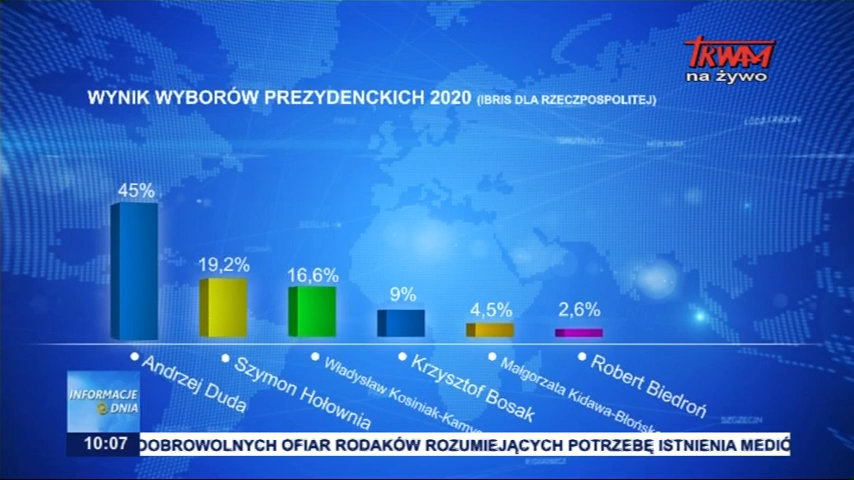 TRWAM
na żywo
WYNIK WYBORÓW PREZYDENCKICH 2020 (IBRIS DLA RZECZPOSPOLITEJ)
45%
19,2%
16,6%
9%
4,5%
2,6%
Andrzej Duda
Szymon Hołownia
Władysław Kosiniak-Kamy
Krzysztof Bosak
Małgorzata Kidawa-Błońsk
Robert Biedroń
INFORMACJE
DNIA
10:07 DOBROWOLNYCH OFIAR RODAKÓW ROZUMIEJĄCYCH POTRZEBĘ ISTNIENIA MEDIÓ